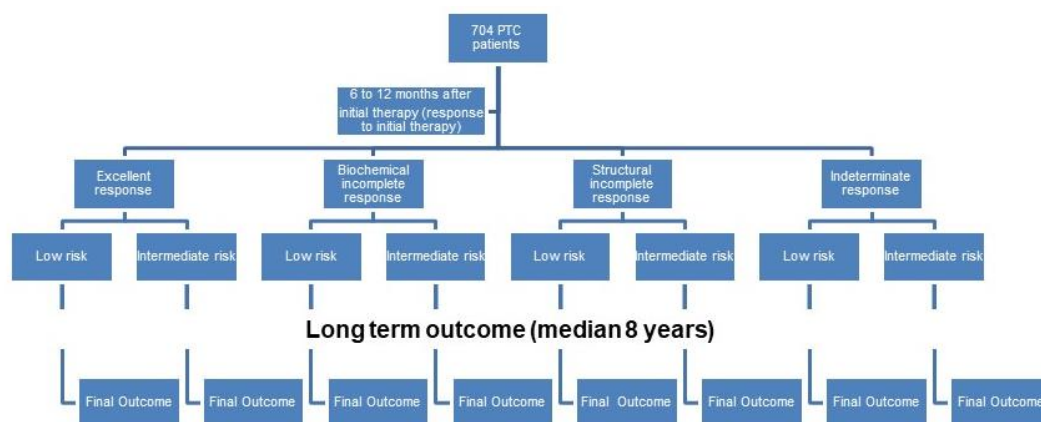 704 PTC
patients
6 to 12 months after
initial therapy (response
to initial therapy)
Excellent
response
Biochemical
incomplete
response
Structural
incomplete
response
Indeterminate
response
Low risk
Intermediate risk
Low risk
Intermediate risk
Low risk
Intermediate risk
Low risk
Intermediate risk
Long term outcome (median 8 years)
Final Outcome
Final Outcome
Final Outcome
Final Outcome
Final Outcome
Final Outcome
Final Outcome
Final Outcome